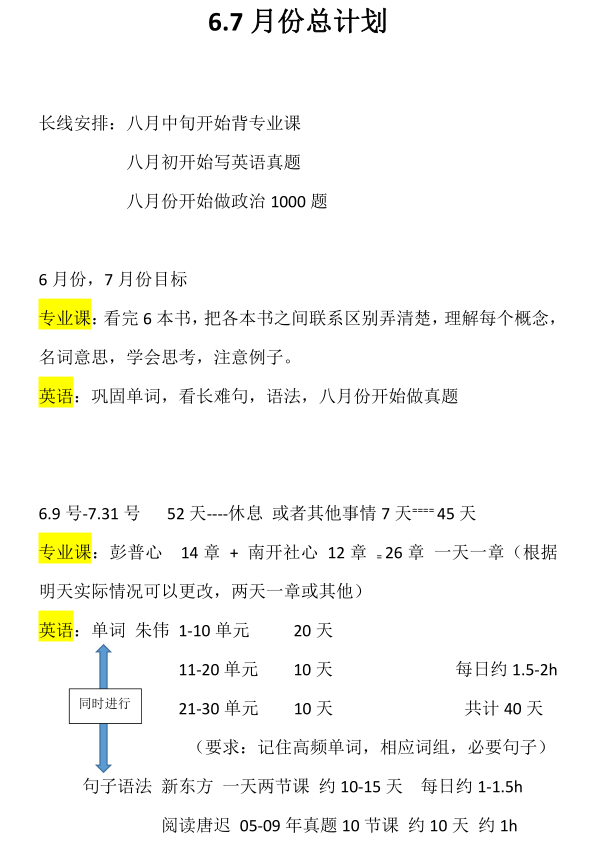 6.7 月份总计划
长线安排：八月中旬开始背专业课
八月初开始写英语真题
八月份开始做政治 1000 题
6 月份，7 月份目标
专业课：看完 6 本书，把各本书之间联系区别弄清楚，理解每个概念，
名词意思，学会思考，注意例子。
英语：巩固单词，看长难句，语法，八月份开始做真题
6.9 号-7.31 号 52 天----休息 或者其他事情 7 天==== 45 天
专业课：彭普心 14 章 + 南开社心 12 章 = 26 章 一天一章（根据
明天实际情况可以更改，两天一章或其他）
英语：单词 朱伟 1-10 单元 20 天
11-20 单元 10 天 每日约 1.5-2h
同时进行
21-30 单元 10 天 共计 40 天
（要求：记住高频单词，相应词组，必要句子）
句子语法 新东方 一天两节课 约 10-15 天 每日约 1-1.5h
阅读唐迟 05-09 年真题 10 节课 约 10 天 约 1h